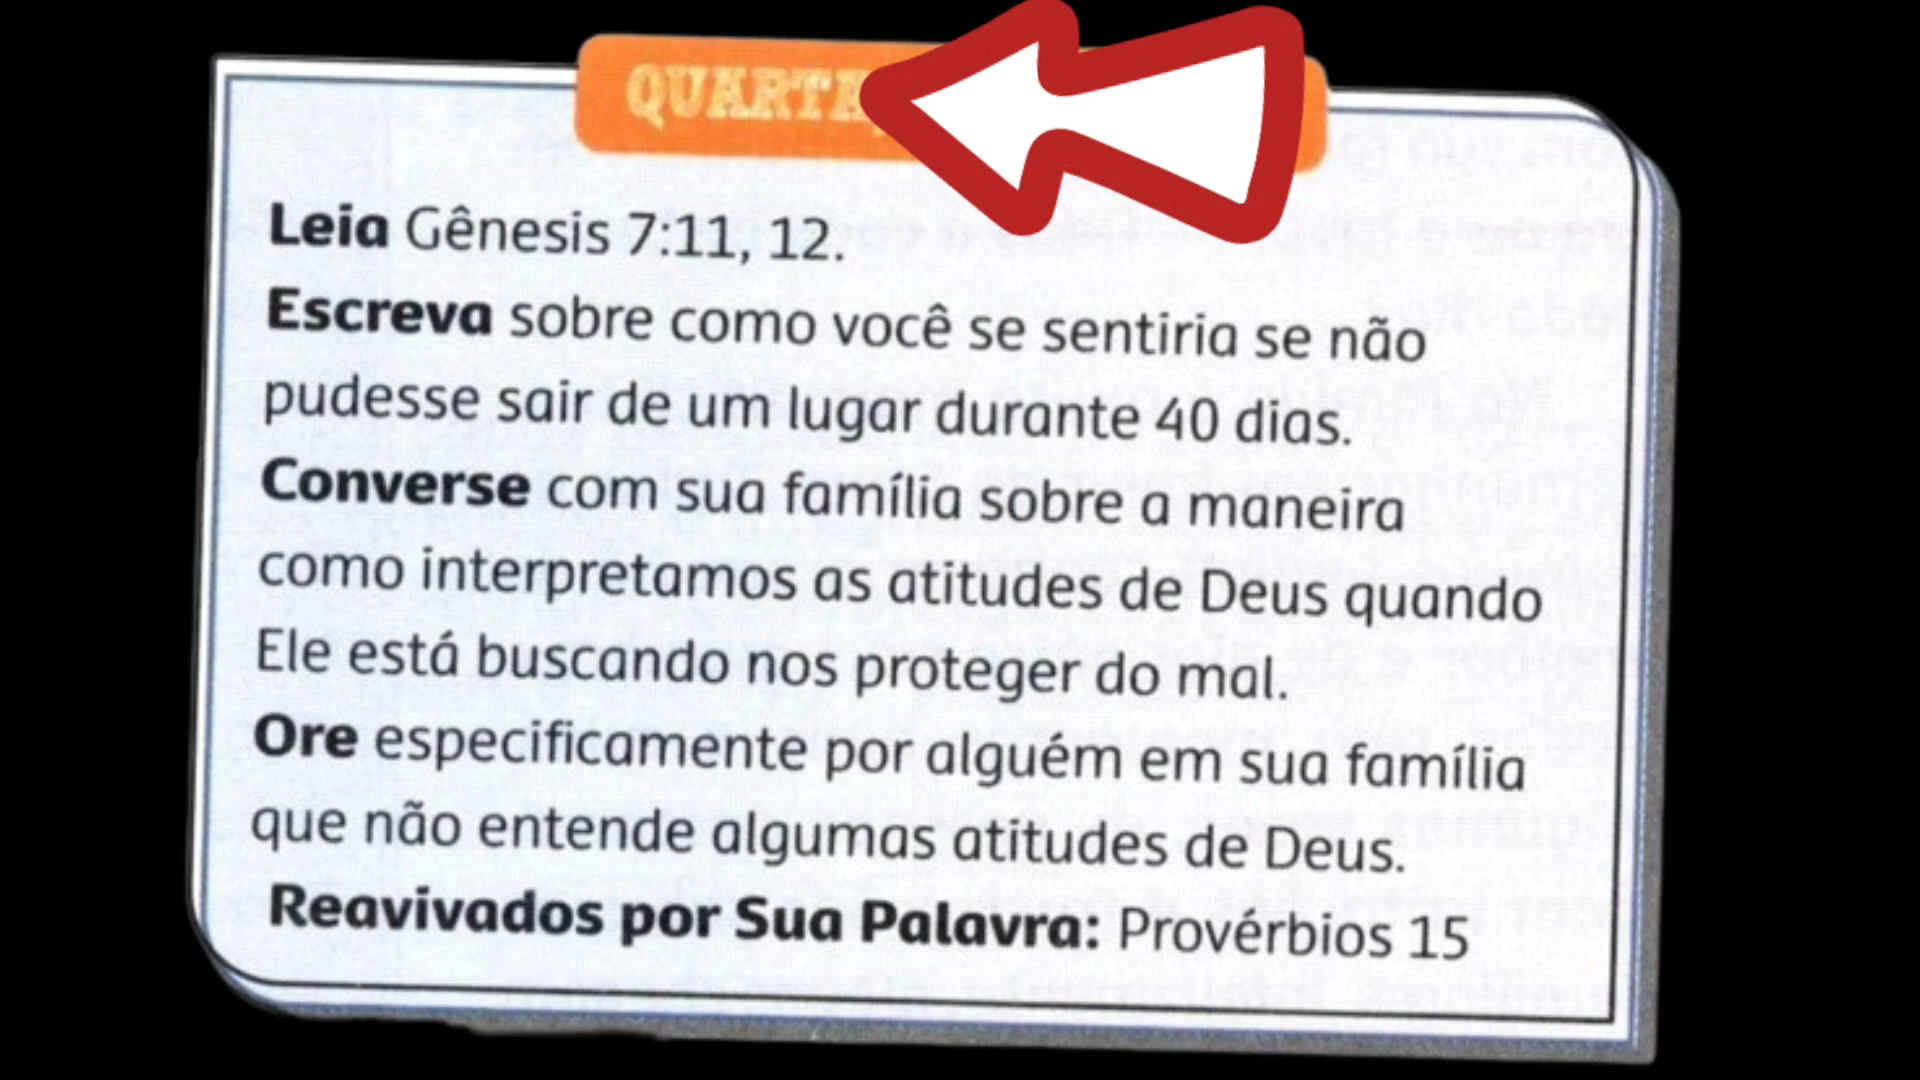 QUARTA
Leia Gênesis 7:11, 12.
Escreva sobre como você se sentiria se não
pudesse sair de um lugar durante 40 dias.
Converse com sua família sobre a maneira
como interpretamos as atitudes de Deus quando
Ele está buscando nos proteger do mal.
Ore especificamente por alguém em sua família
que não entende algumas atitudes de Deus.
Reavivados por Sua Palavra: Provérbios 15